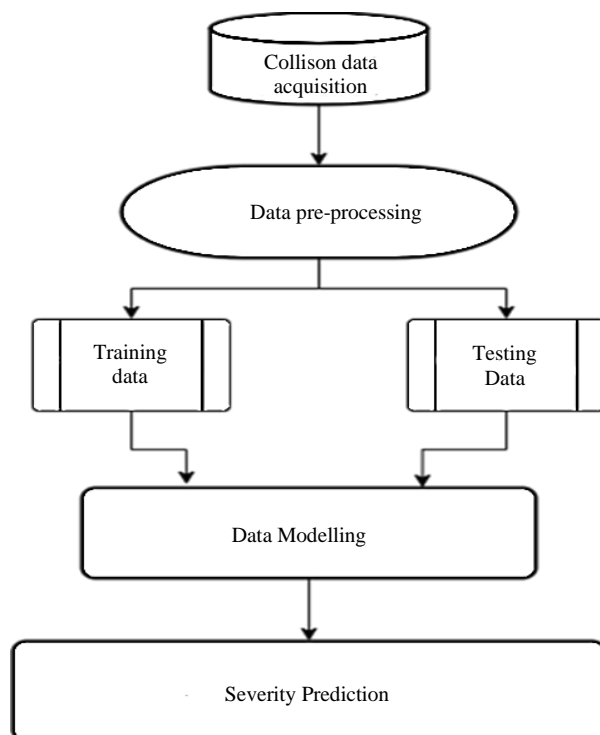 Collison data
acquisition
Data pre-processing
Training
data
Testing
Data
Data Modelling
Severity Prediction